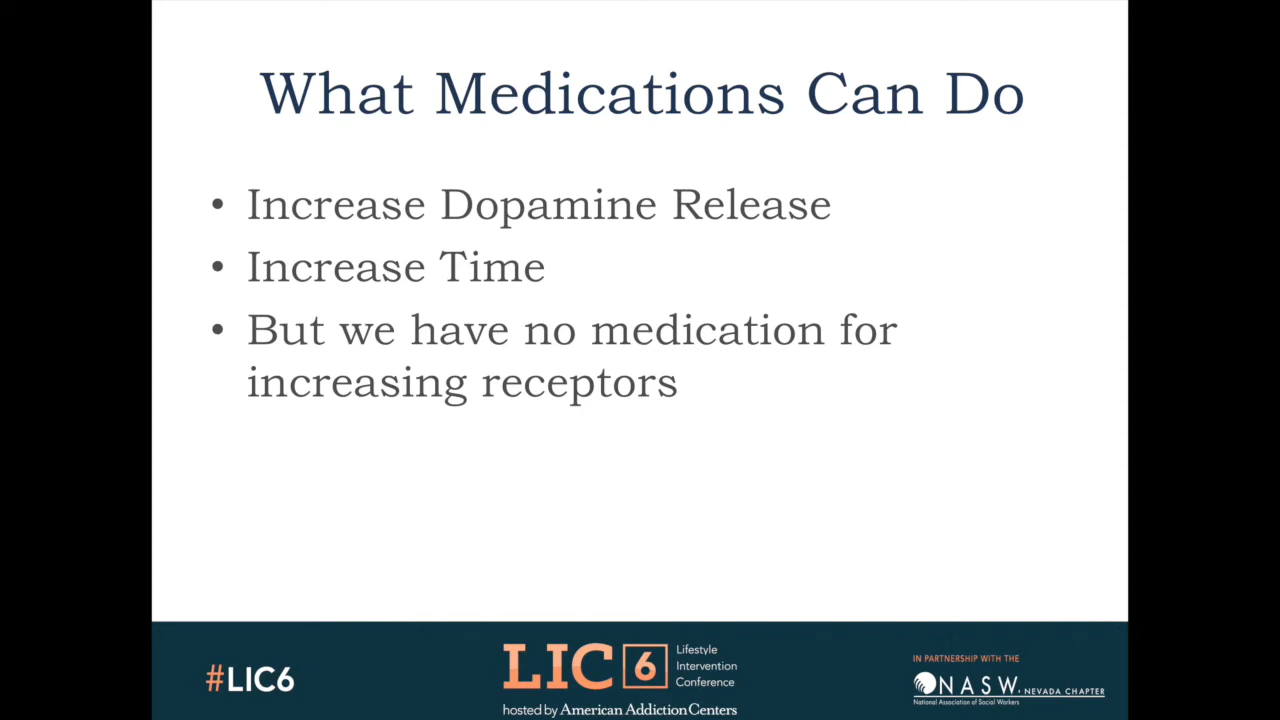 What Medications Can Do
• Increase Dopamine Release
• Increase Time
• But we have no medication for
increasing receptors
#LIC6
LIC 6
Lifestyle
Intervention
Conference
hosted by American Addiction Centers
IN PARTNERSHIP WITH THE
NASW, NEVADA CHAPTER
National Association of Social Workers